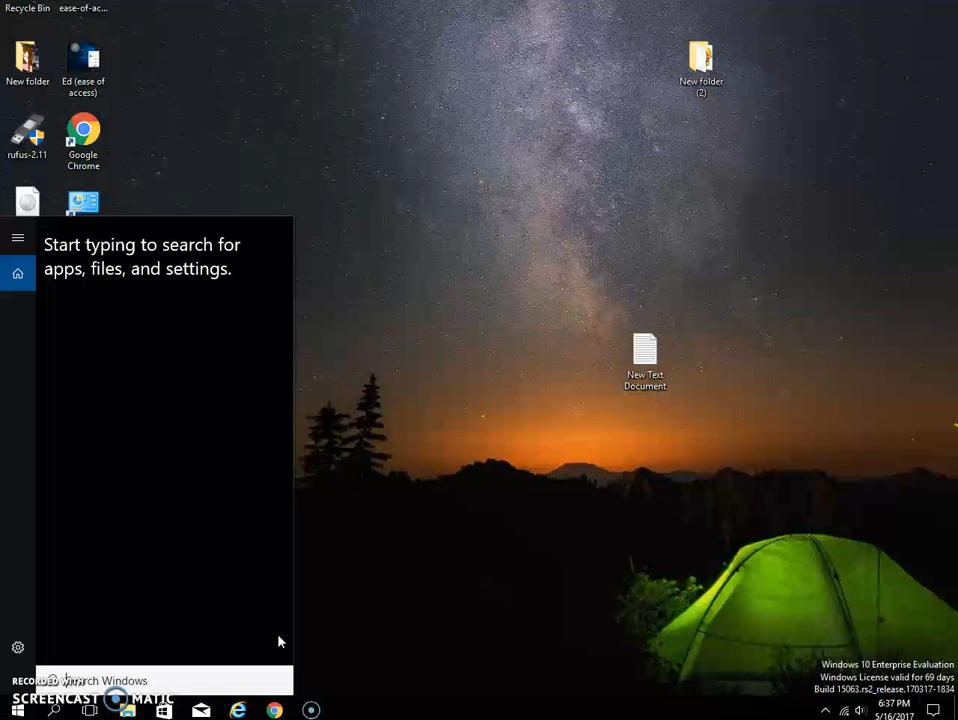 Recycle Bin
ease-of-ac...
New folder
Ed (ease of
access)
New folder
(2)
rufus-2.11
Google
Chrome
Start typing to search for
apps, files, and settings.
New Text
Document
Windows 10 Enterprise Evaluation
Windows License valid for 69 days
Build 15063.rs2_release.170317-1834
Search Windows
RECORDED WITH
SCREENCAST MATIC
6:37 PM
5/16/2017